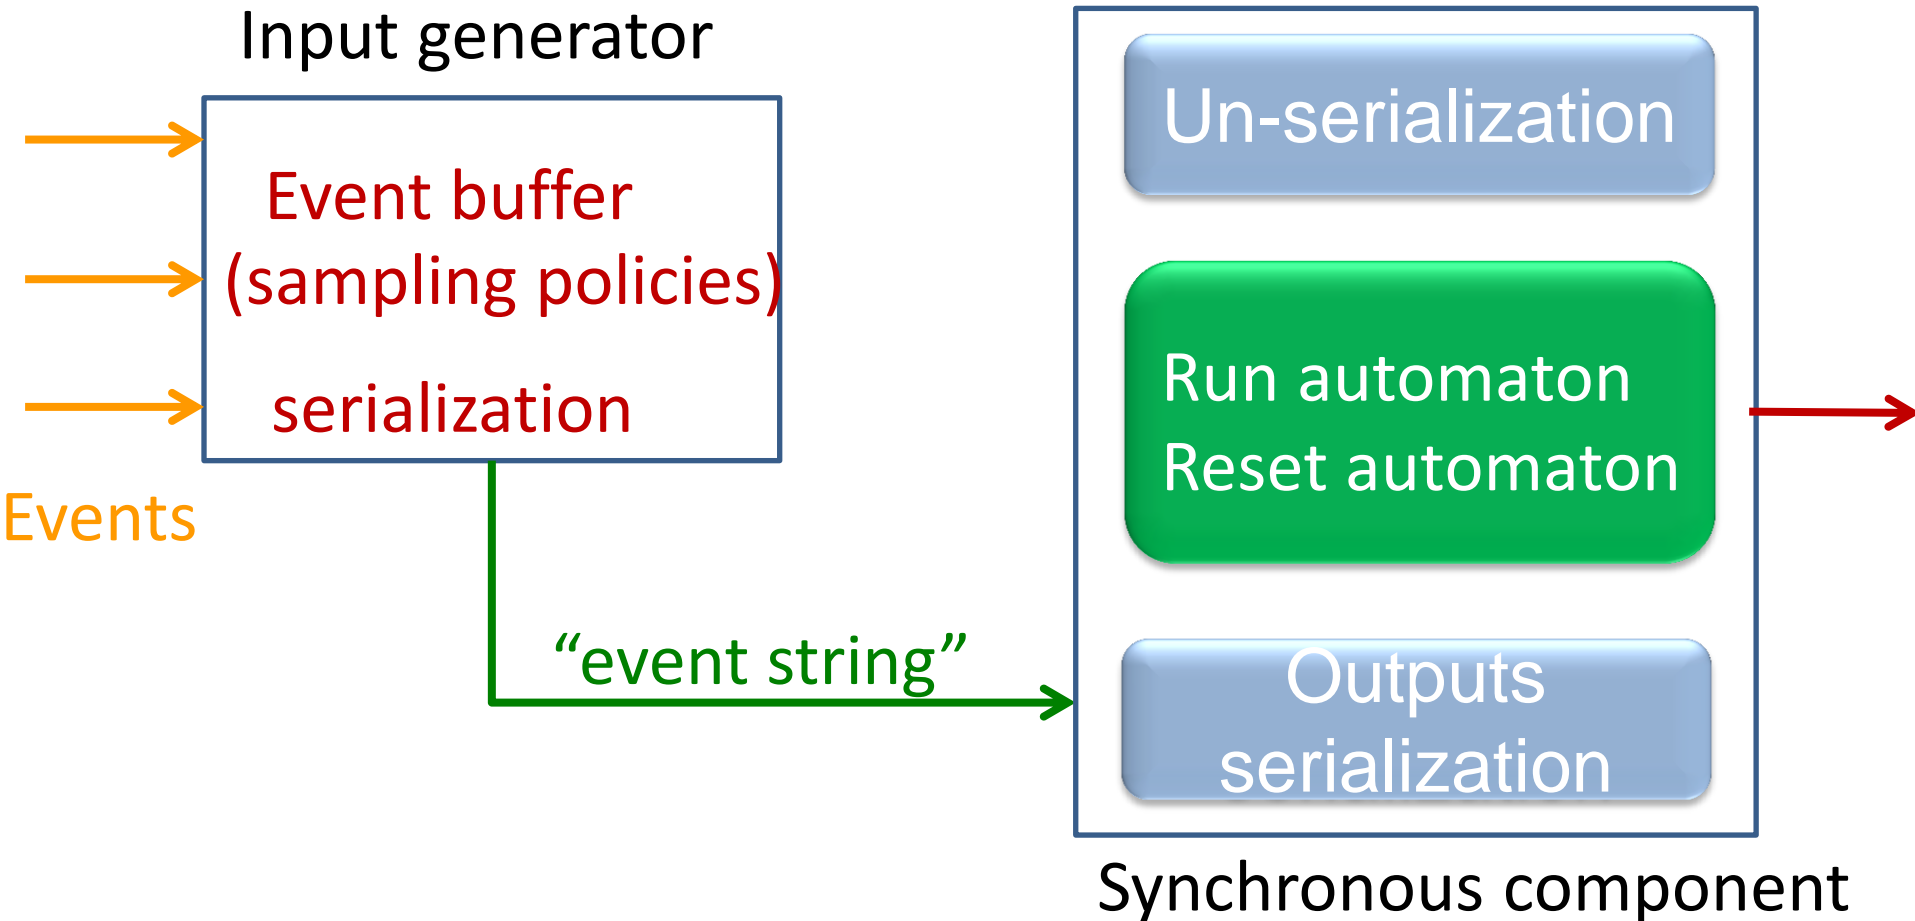 Input generator
Event buffer
(sampling policies)
serialization
Events
“event string”
Un-serialization
Run automaton
Reset automaton
Outputs
serialization
Synchronous component